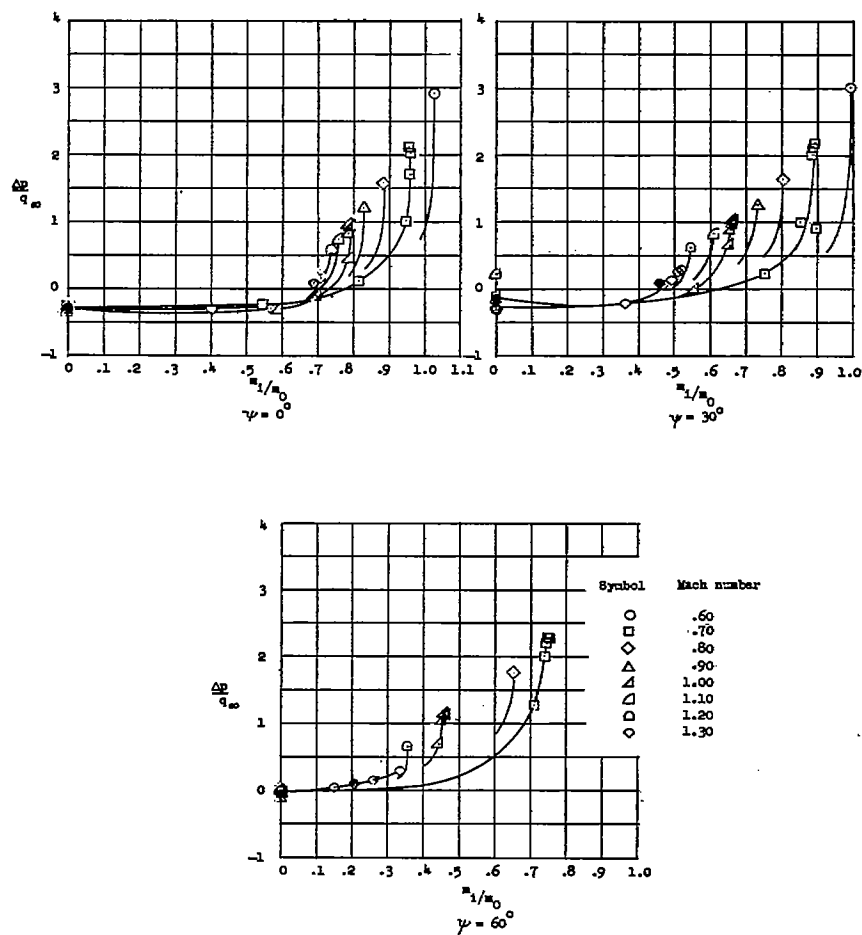 4 4
3 3
2 2
Δp/q∞
1 1
0 0
-1 -1
0 .1 .2 .3 .4 .5 .6 .7 .8 .9 1.0 1.1 0 .1 .2 .3 .4 .5 .6 .7 .8 .9 1.0
m1/m0 m1/m0
ψ = 0° ψ = 30°
4
3
Symbol Mach number
.60
.70
2
.80
.90
Δp/q∞
1.00
1.10
1
1.20
1.30
0
-1
0 .1 .2 .3 .4 .5 .6 .7 .8 .9 1.0
m1/m0
ψ = 60°